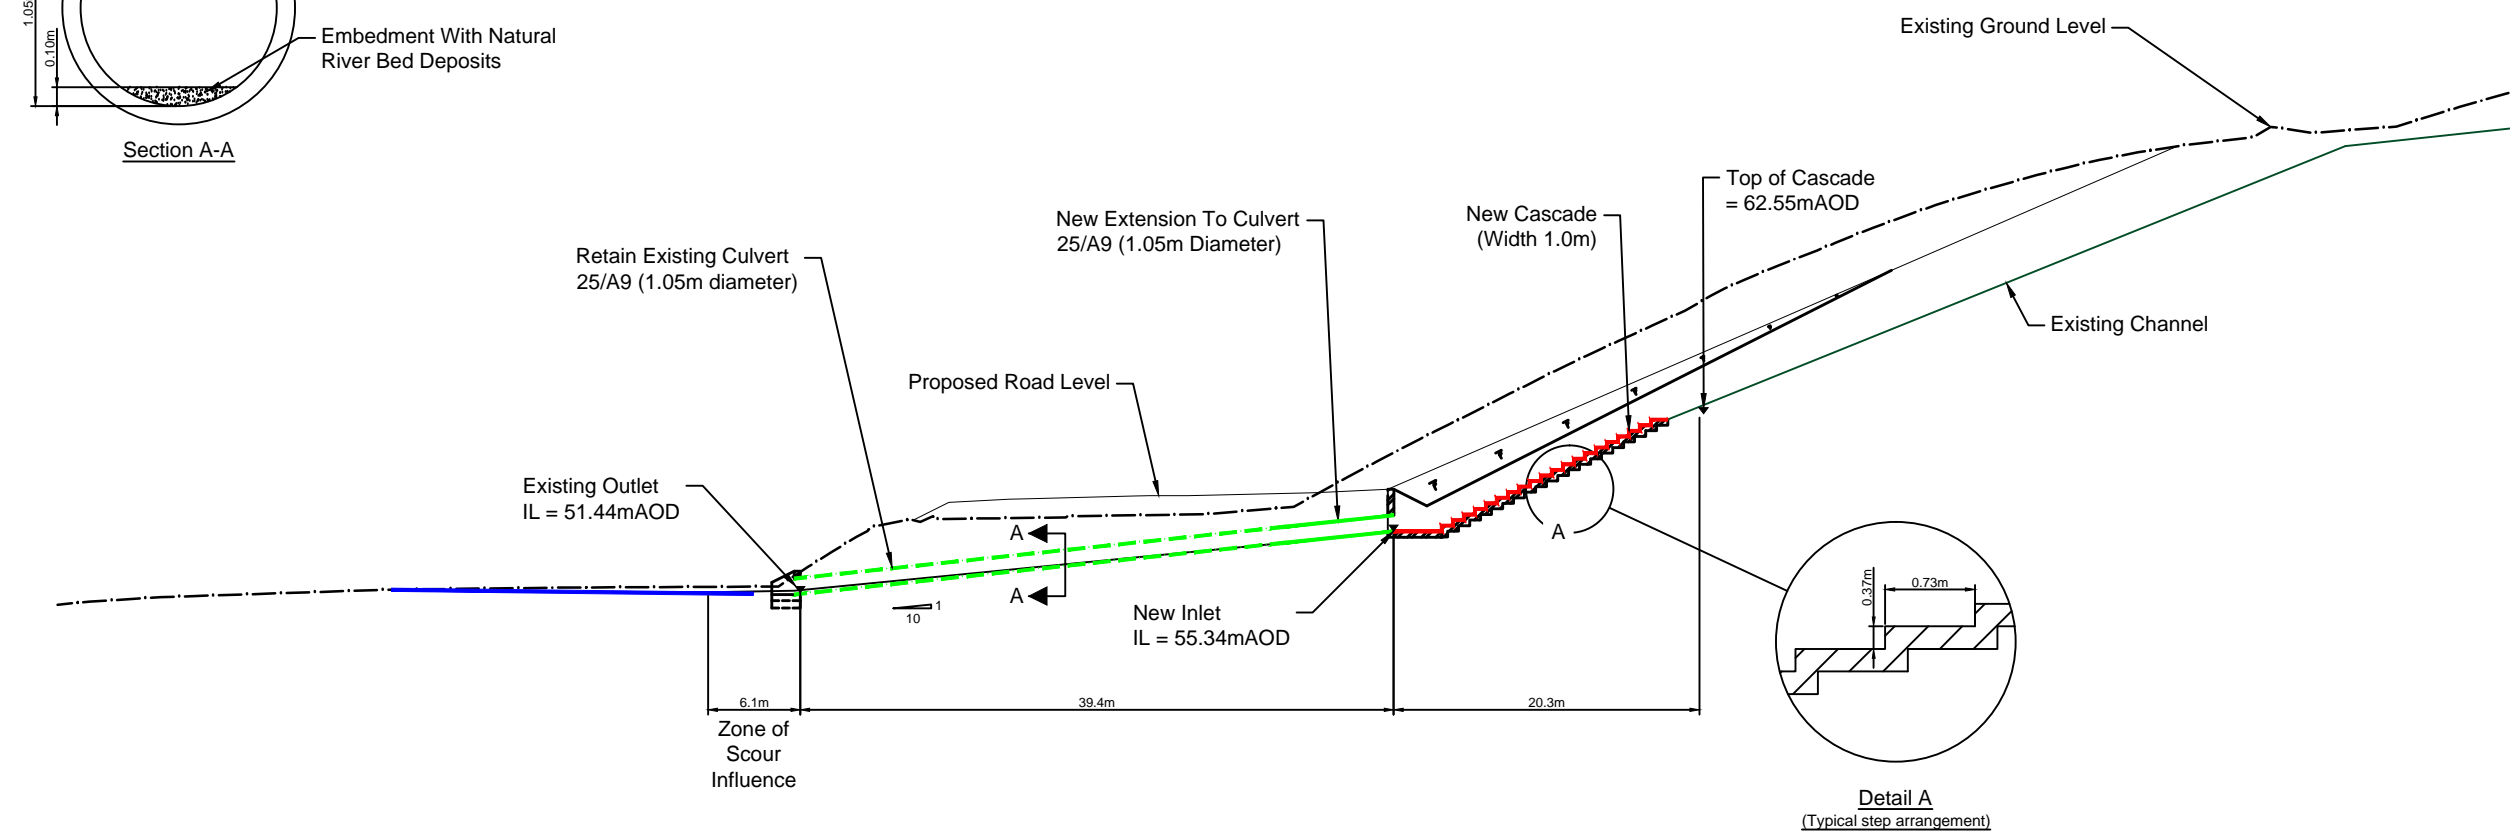 1.05
0.10m
Embedment With Natural
River Bed Deposits
Section A-A
Existing Ground Level
Top of Cascade
= 62.55mAOD
New Cascade
(Width 1.0m)
New Extension To Culvert
25/A9 (1.05m Diameter)
Retain Existing Culvert
25/A9 (1.05m diameter)
Existing Channel
Proposed Road Level
Existing Outlet
IL = 51.44mAOD
A
A
A
1
10
New Inlet
IL = 55.34mAOD
0.37m
0.73m
6.1m
39.4m
20.3m
Zone of
Scour
Influence
Detail A
(Typical step arrangement)